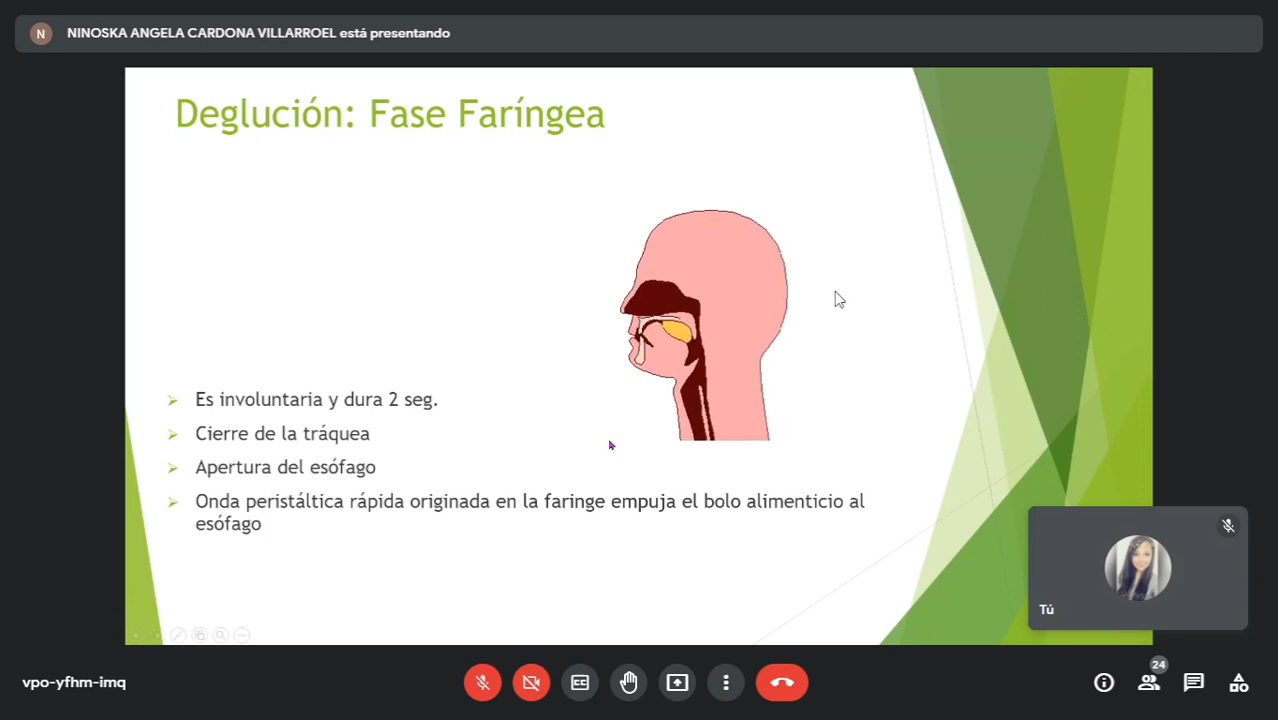 N NINOSKA ANGELA CARDONA VILLARROEL está presentando
Deglución: Fase Faríngea
Es involuntaria y dura 2 seg.
Cierre de la tráquea
Apertura del esófago
Onda peristáltica rápida originada en la faringe empuja el bolo alimenticio al
esófago
Tú
vpo-yfhm-imq
CC
24